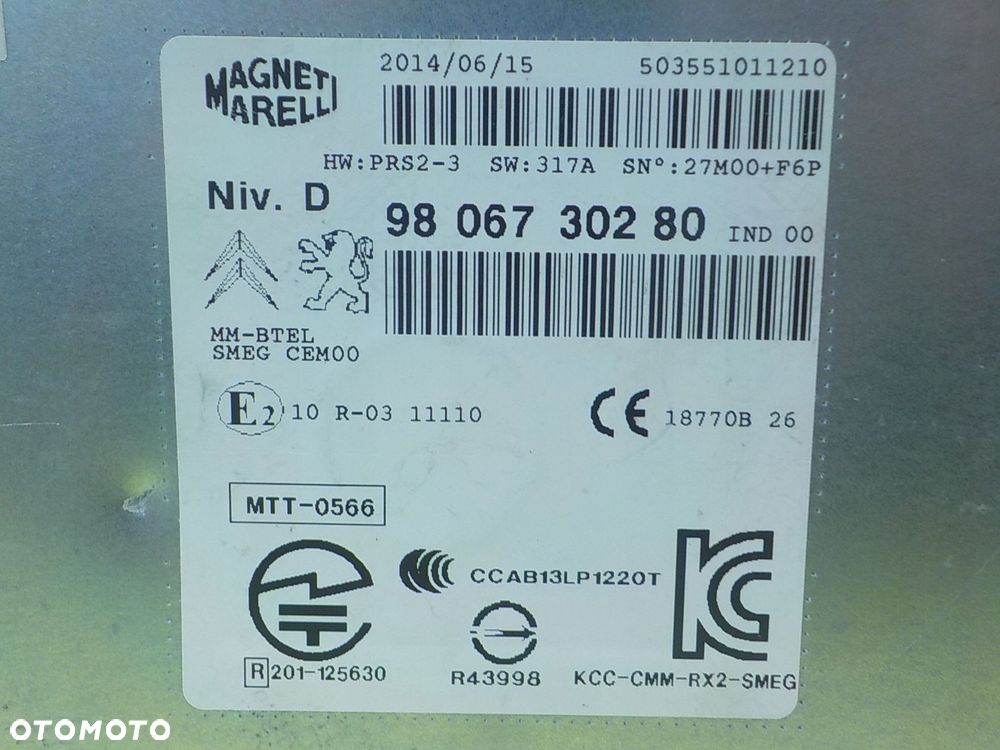 MAGNETI
MARELLI
2014/06/15 503551011210
HW:PRS2-3 SW:317A SN°:27M00+F6P
Niv. D
98 067 302 80 IND 00
MM-BTEL
SMEG CEM00
E2 10 R-03 11110
CE 18770B 26
MTT-0566
CCAB13LP1220T
R 201-125630
R43998
KCC-CMM-RX2-SMEG
OTOMOTO